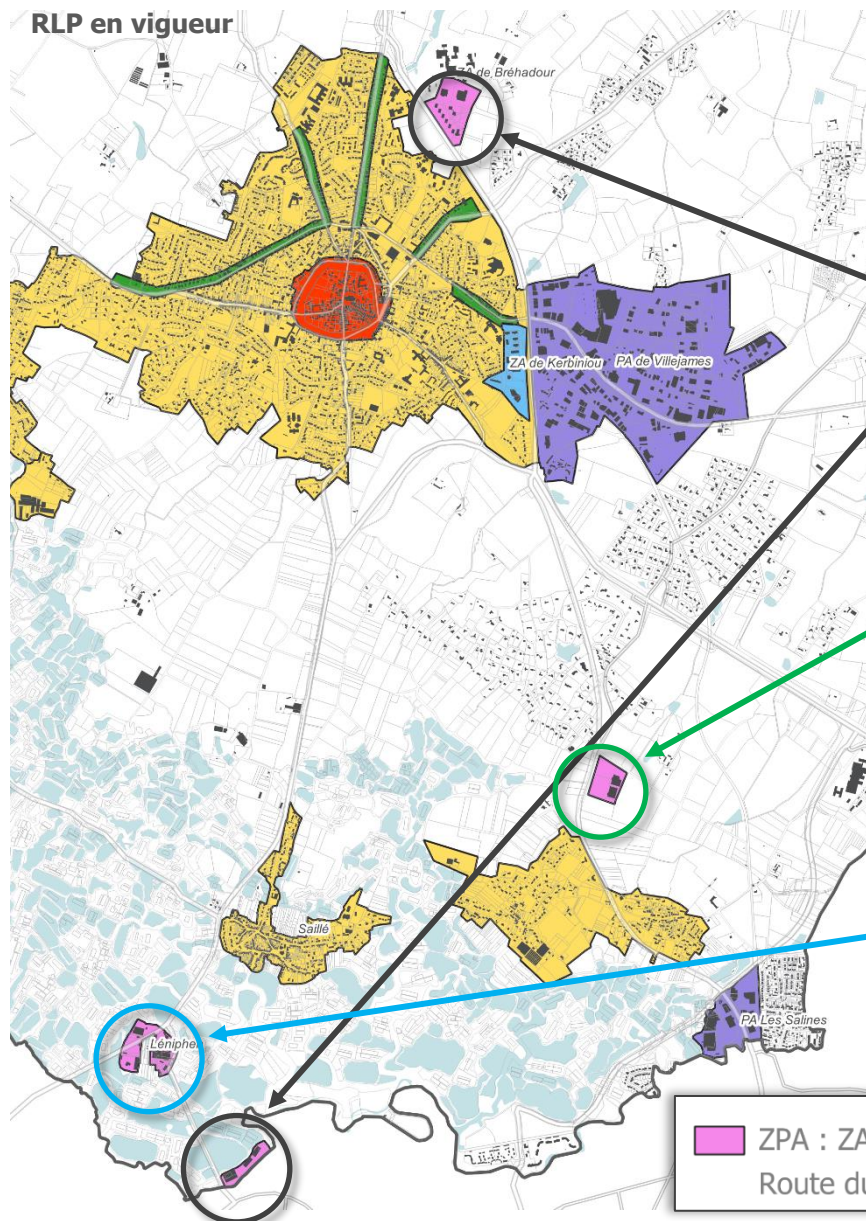 RLP en vigueur
ZA de Bréhadour
ZA de Kerbiniou
PA de Villejames
Saillé
Léniphen
PA Les Salines
ZPA : ZA
Route du